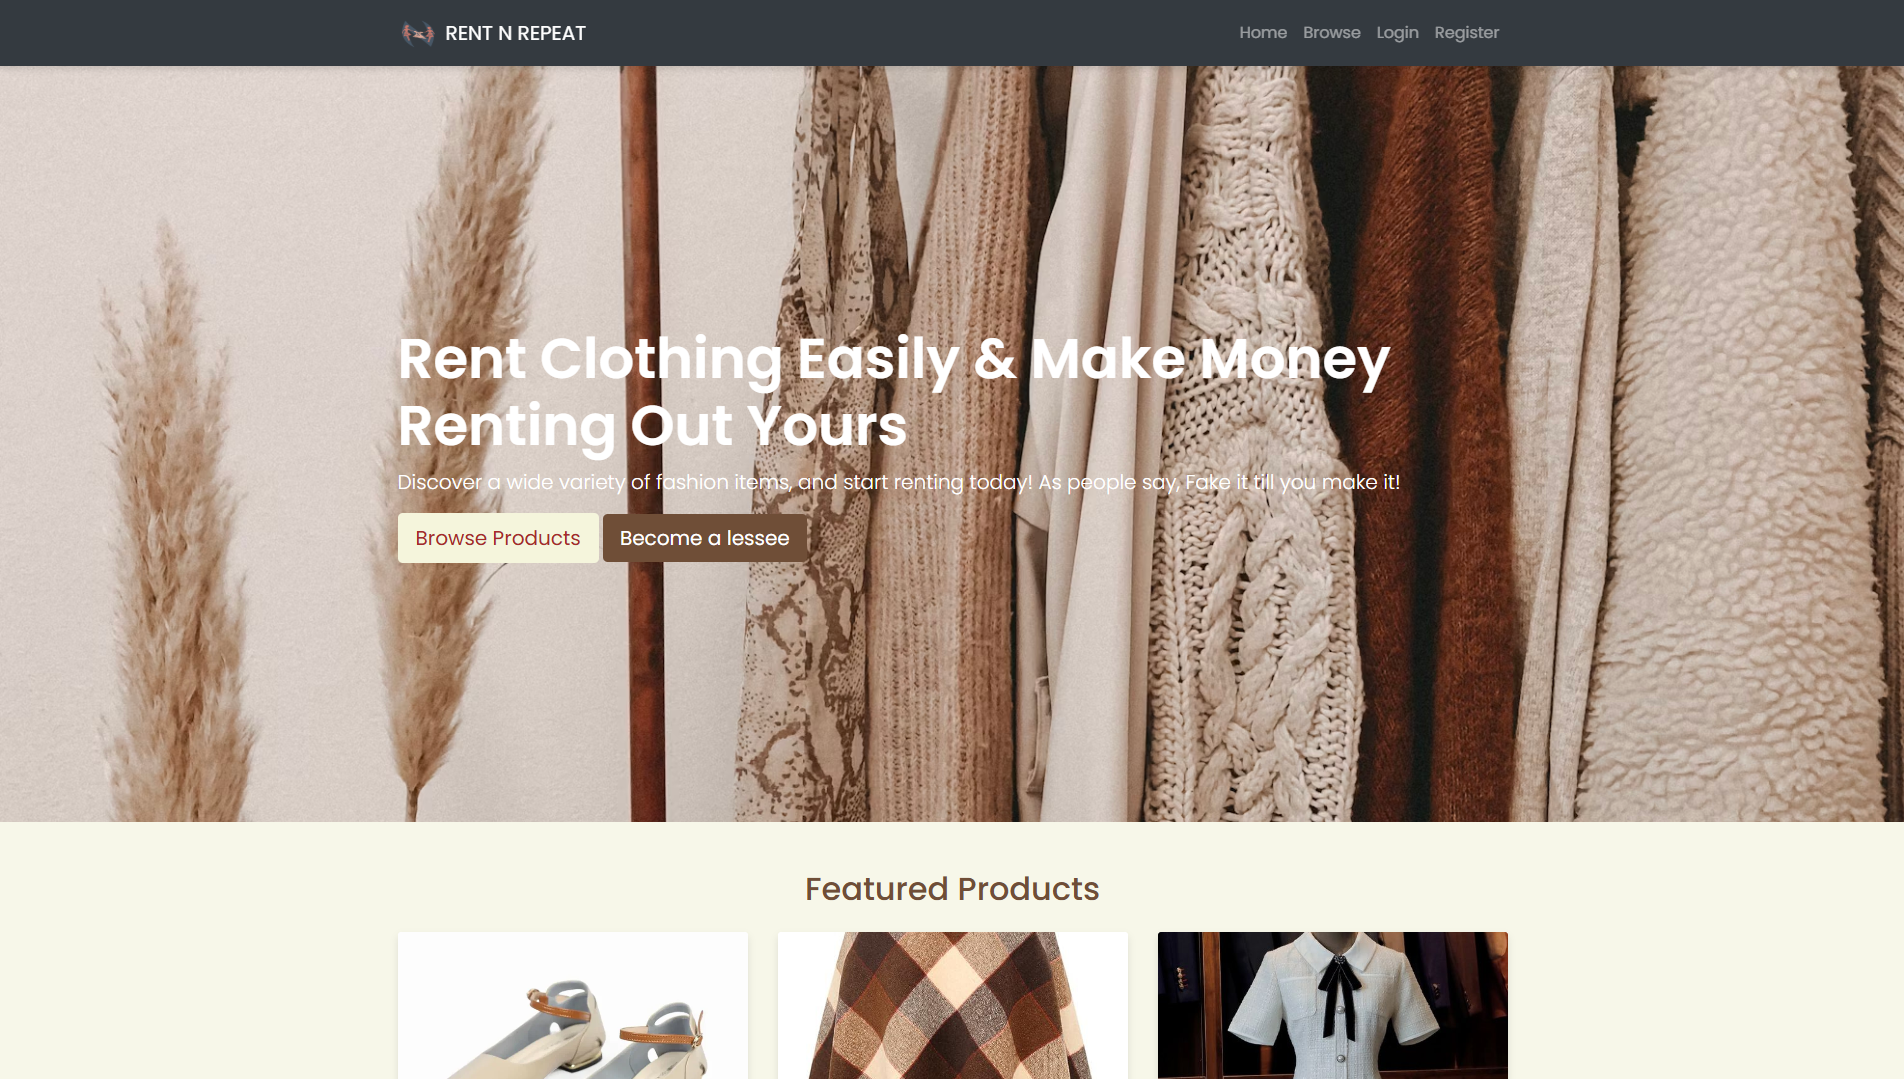 RENT N REPEAT
Home Browse Login Register
Rent Clothing Easily & Make Money
Renting Out Yours
Discover a wide variety of fashion items, and start renting today! As people say, Fake it till you make it!
Browse Products Become a lessee
Featured Products